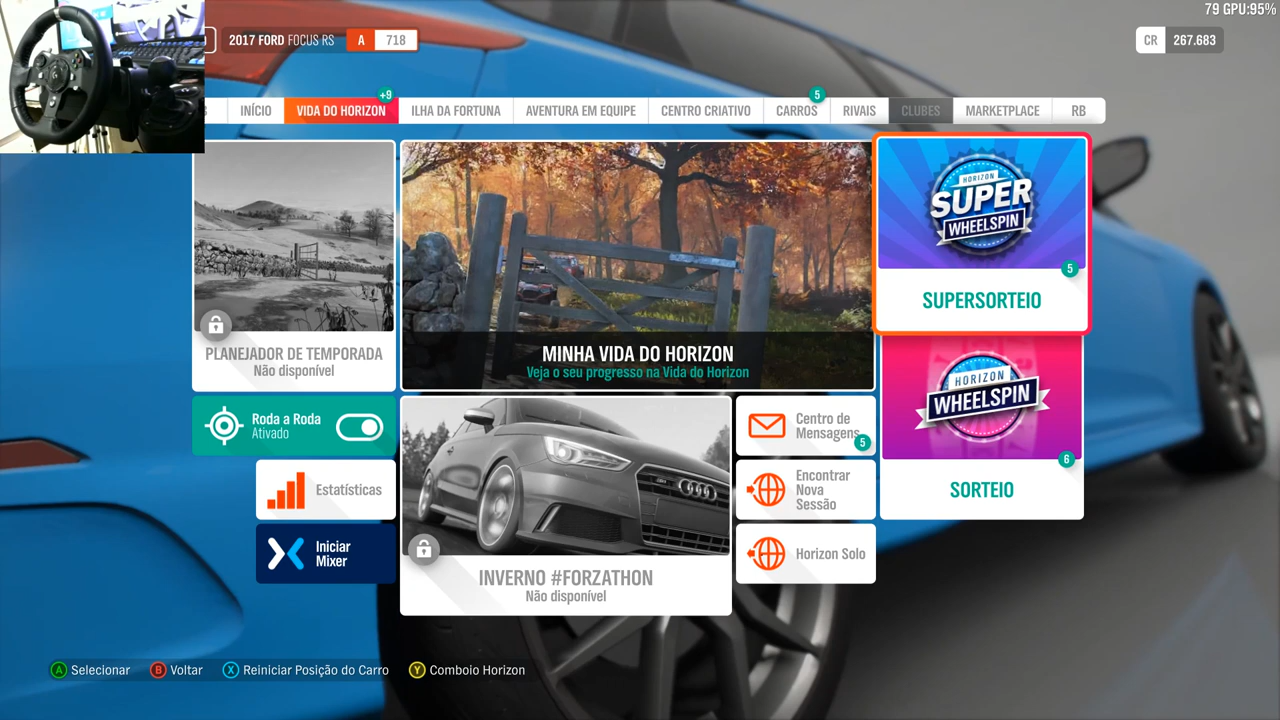 79 GPU:95%
2017 FORD FOCUS RS
A 718
CR 267.683
+9
5
S
INÍCIO
VIDA DO HORIZON
ILHA DA FORTUNA
AVENTURA EM EQUIPE
CENTRO CRIATIVO
CARROS
RIVAIS
CLUBES
MARKETPLACE
RB
PLANEJADOR DE TEMPORADA
Não disponível
MINHA VIDA DO HORIZON
Veja o seu progresso na Vida do Horizon
HORIZON
SUPER
WHEELSPIN
5
SUPERSORTEIO
HORIZON
WHEELSPIN
6
SORTEIO
Roda a Roda
Ativado
Estatísticas
Iniciar
Mixer
INVERNO #FORZATHON
Não disponível
Centro de
Mensagens
5
Encontrar
Nova
Sessão
Horizon Solo
A Selecionar
B Voltar
X Reiniciar Posição do Carro
Y Comboio Horizon